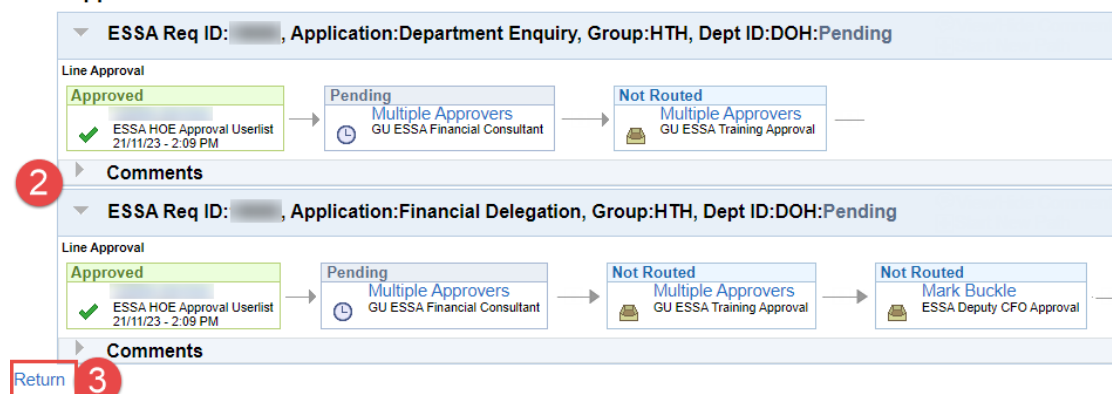 ESSA Req ID: , Application:Department Enquiry, Group:HTH, Dept ID:DOH:Pending
Line Approval
Approved
ESSA HOE Approval Userlist
21/11/23 - 2:09 PM
Pending
Multiple Approvers
GU ESSA Financial Consultant
Not Routed
Multiple Approvers
GU ESSA Training Approval
Comments
2
ESSA Req ID: , Application:Financial Delegation, Group:HTH, Dept ID:DOH:Pending
Line Approval
Approved
ESSA HOE Approval Userlist
21/11/23 - 2:09 PM
Pending
Multiple Approvers
GU ESSA Financial Consultant
Not Routed
Multiple Approvers
GU ESSA Training Approval
Not Routed
Mark Buckle
ESSA Deputy CFO Approval
Comments
Return 3